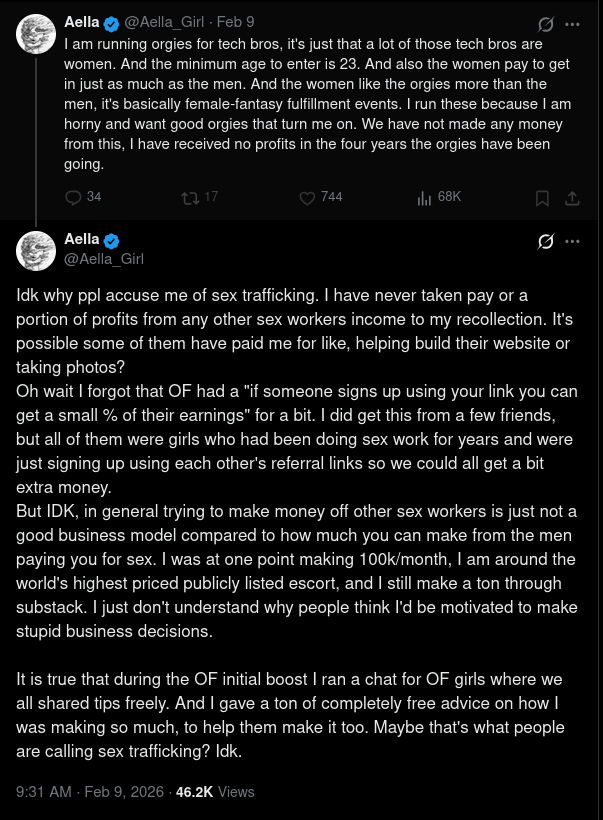 Aella @Aella_Girl · Feb 9
I am running orgies for tech bros, it's just that a lot of those tech bros are
women. And the minimum age to enter is 23. And also the women pay to get
in just as much as the men. And the women like the orgies more than the
men, it's basically female-fantasy fulfillment events. I run these because I am
horny and want good orgies that turn me on. We have not made any money
from this, I have received no profits in the four years the orgies have been
going.
34 17 744 68K
Aella
@Aella_Girl
Idk why ppl accuse me of sex trafficking. I have never taken pay or a
portion of profits from any other sex workers income to my recollection. It's
possible some of them have paid me for like, helping build their website or
taking photos?
Oh wait I forgot that OF had a "if someone signs up using your link you can
get a small % of their earnings" for a bit. I did get this from a few friends,
but all of them were girls who had been doing sex work for years and were
just signing up using each other's referral links so we could all get a bit
extra money.
But IDK, in general trying to make money off other sex workers is just not a
good business model compared to how much you can make from the men
paying you for sex. I was at one point making 100k/month, I am around the
world's highest priced publicly listed escort, and I still make a ton through
substack. I just don't understand why people think I'd be motivated to make
stupid business decisions.
It is true that during the OF initial boost I ran a chat for OF girls where we
all shared tips freely. And I gave a ton of completely free advice on how I
was making so much, to help them make it too. Maybe that's what people
are calling sex trafficking? Idk.
9:31 AM · Feb 9, 2026 · 46.2K Views